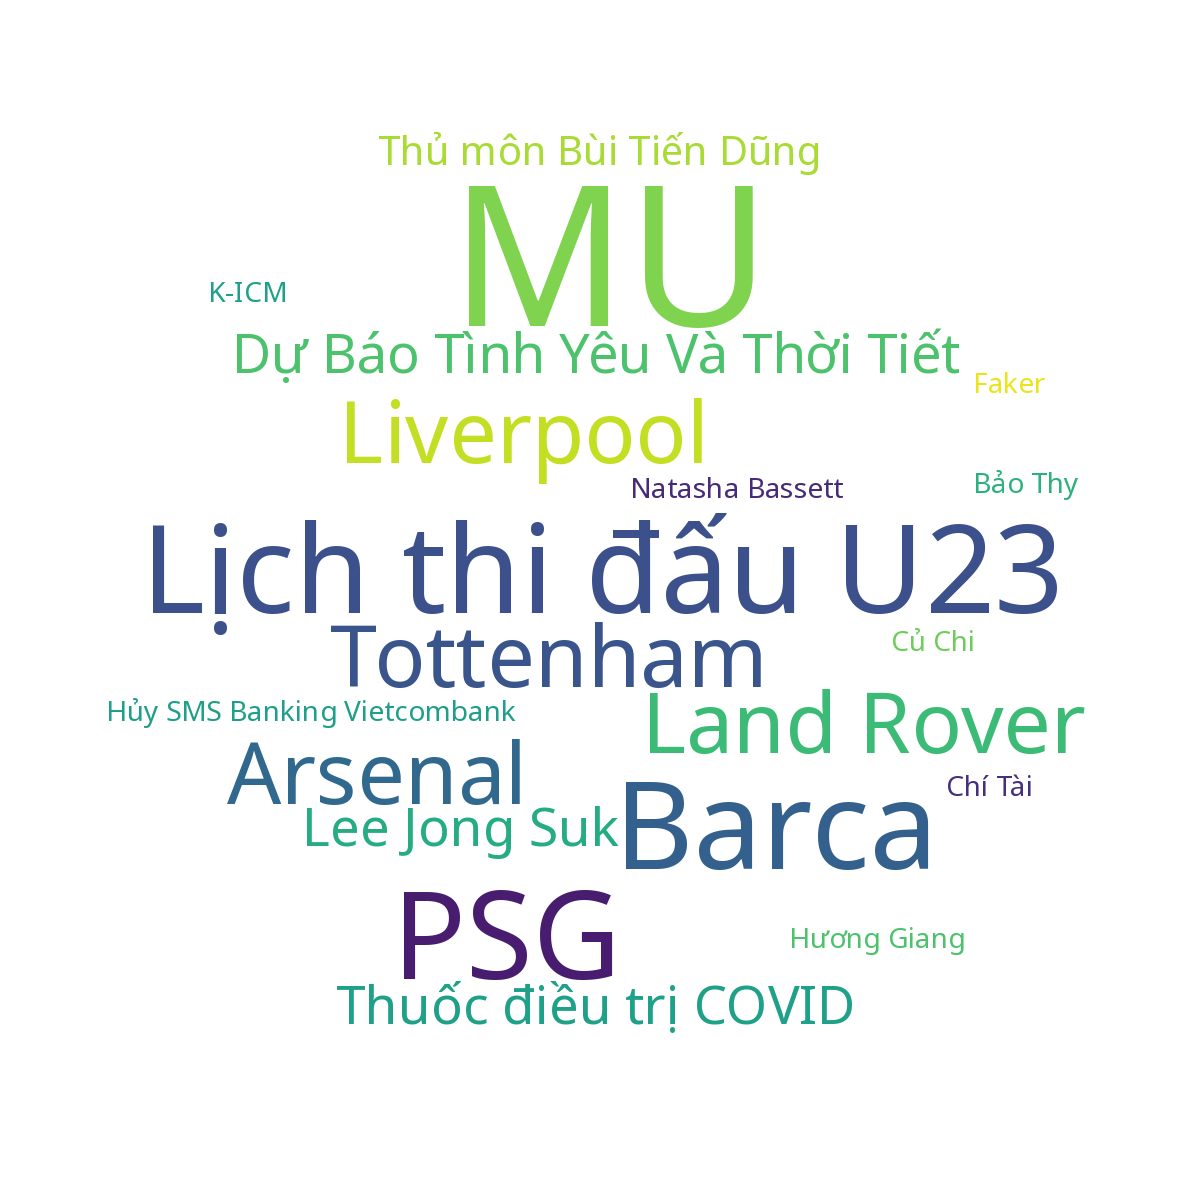 Thủ môn Bùi Tiến Dũng
MU
K-ICM
Dự Báo Tình Yêu Và Thời Tiết
Faker
Liverpool
Natasha Bassett
Bảo Thy
Lịch thi đấu U23
Tottenham
Củ Chi
Hủy SMS Banking Vietcombank
Land Rover
Arsenal
Chí Tài
Lee Jong Suk
Barca
PSG
Hương Giang
Thuốc điều trị COVID